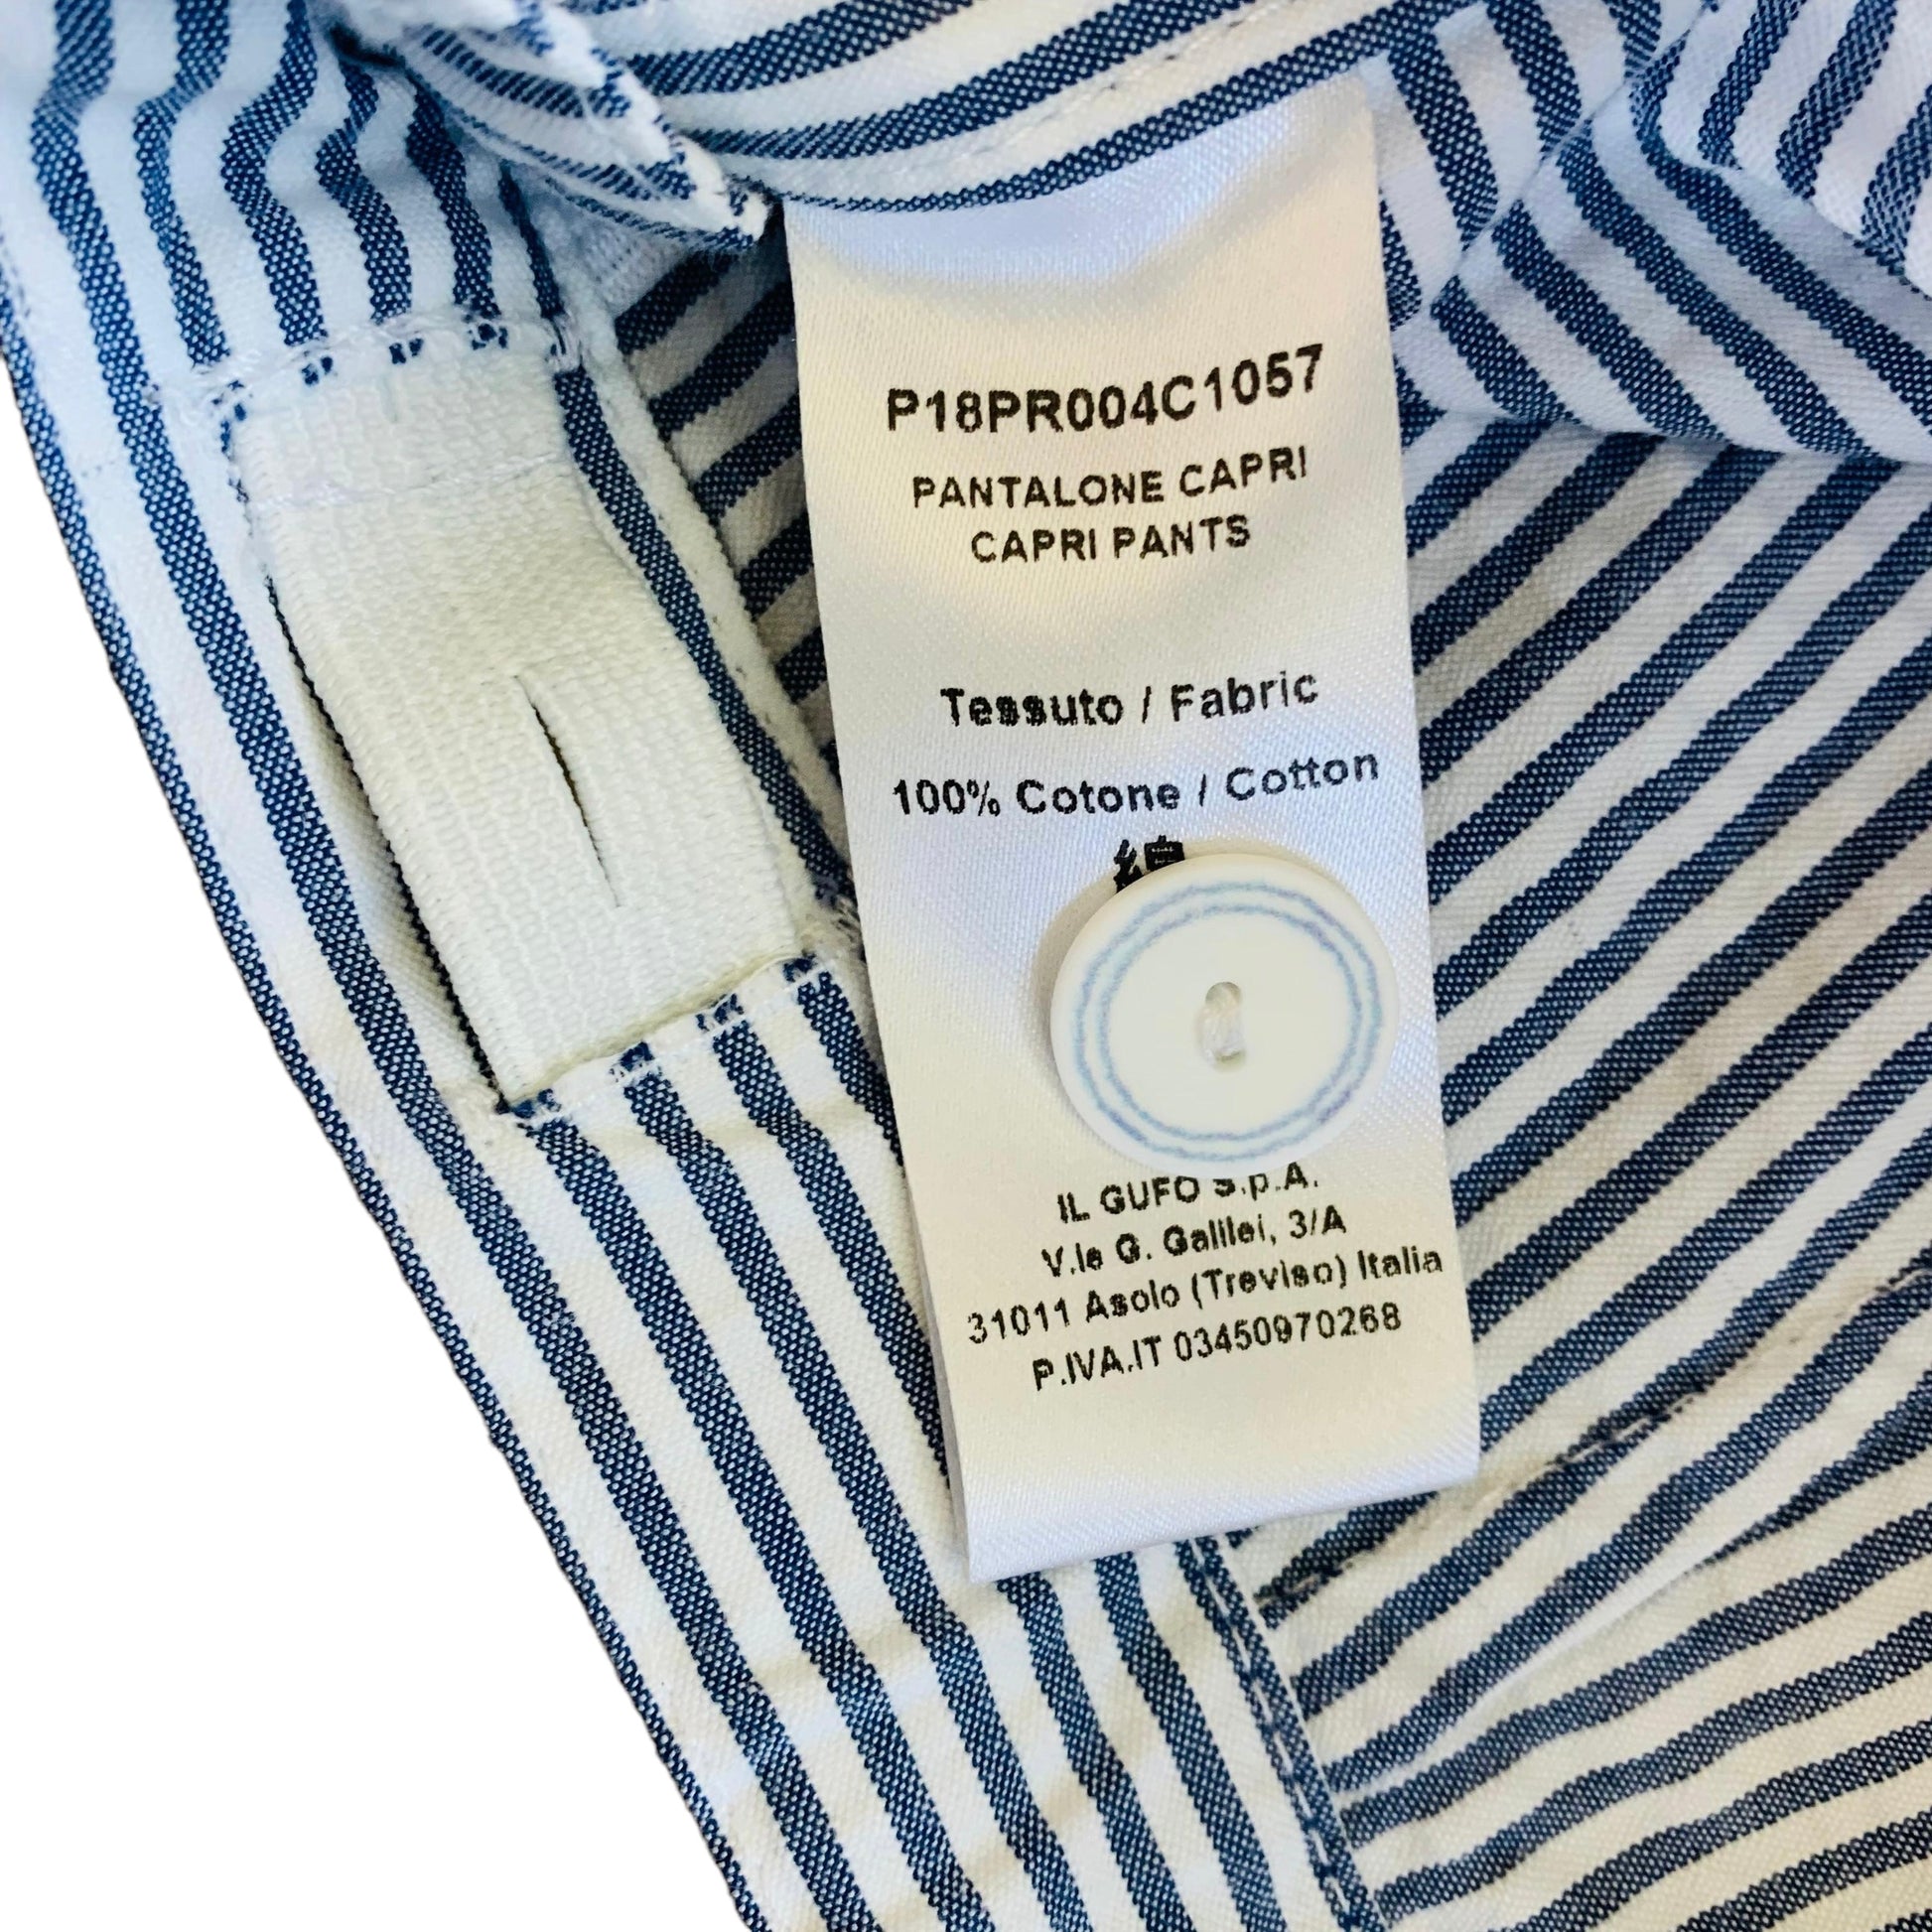 P18PR004C1057
PANTALONE CAPRI
CAPRI PANTS
Tessuto / Fabric
100% Cotone / Cotton
IL GUFO S.p.A.
V.le G. Galilei, 3/A
31011 Asolo (Treviso) Italia
P.IVA.IT 03450970268